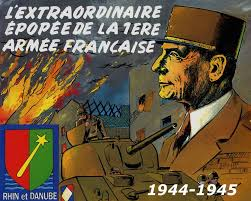 L'EXTRAORDINAIRE
ÉPOPÉE DE LA 1ERE
ARMÉE FRANÇAISE
RHIN et DANUBE
1944-1945